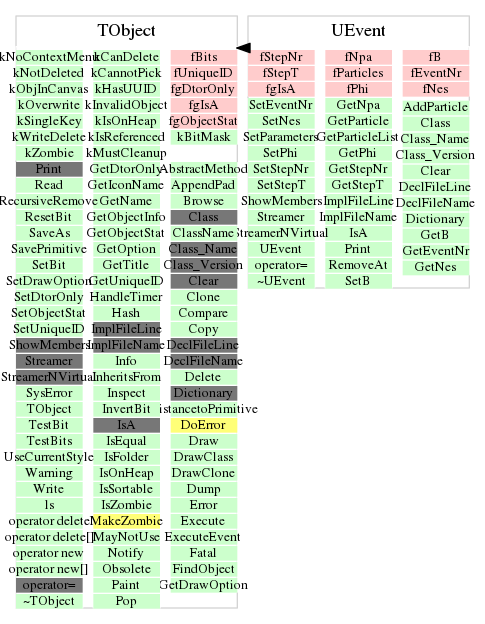 TObject
kNoContextMenu
kNotDeleted
kObjInCanvas
kOverwrite
kSingleKey
kWriteDelete
kZombie
Print
Read
RecursiveRemove
ResetBit
SaveAs
SavePrimitive
SetBit
SetDrawOption
SetDtorOnly
SetObjectStat
SetUniqueID
ShowMembers
Streamer
StreamerNVirtual
SysError
TObject
TestBit
TestBits
UseCurrentStyle
Warning
Write
ls
operator delete
operator delete[]
operator new
operator new[]
operator=
~TObject
kCanDelete
kCannotPick
kHasUUID
kInvalidObject
kIsOnHeap
kIsReferenced
kMustCleanup
GetDtorOnly
GetIconName
GetName
GetObjectInfo
GetObjectStat
GetOption
GetTitle
GetUniqueID
HandleTimer
Hash
ImplFileLine
ImplFileName
Info
InheritsFrom
Inspect
InvertBit
IsA
IsEqual
IsFolder
IsOnHeap
IsSortable
IsZombie
MakeZombie
MayNotUse
Notify
Obsolete
Paint
Pop
fBits
fUniqueID
fgDtorOnly
fgIsA
fgObjectStat
kBitMask
AbstractMethod
AppendPad
Browse
Class
ClassName
Class_Name
Class_Version
Clear
Clone
Compare
Copy
DeclFileLine
DeclFileName
Delete
Dictionary
istancetoPrimitive
DoError
Draw
DrawClass
DrawClone
Dump
Error
Execute
ExecuteEvent
Fatal
FindObject
GetDrawOption
UEvent
fStepNr
fStepT
fgIsA
SetEventNr
SetNes
SetParameters
SetPhi
SetStepNr
SetStepT
ShowMembers
Streamer
StreamerNVirtual
UEvent
operator=
~UEvent
fNpa
fParticles
fPhi
GetNpa
GetParticle
GetParticleList
GetPhi
GetStepNr
GetStepT
ImplFileLine
ImplFileName
IsA
Print
RemoveAt
SetB
fB
fEventNr
fNes
AddParticle
Class
Class_Name
Class_Version
Clear
DeclFileLine
DeclFileName
Dictionary
GetB
GetEventNr
GetNes